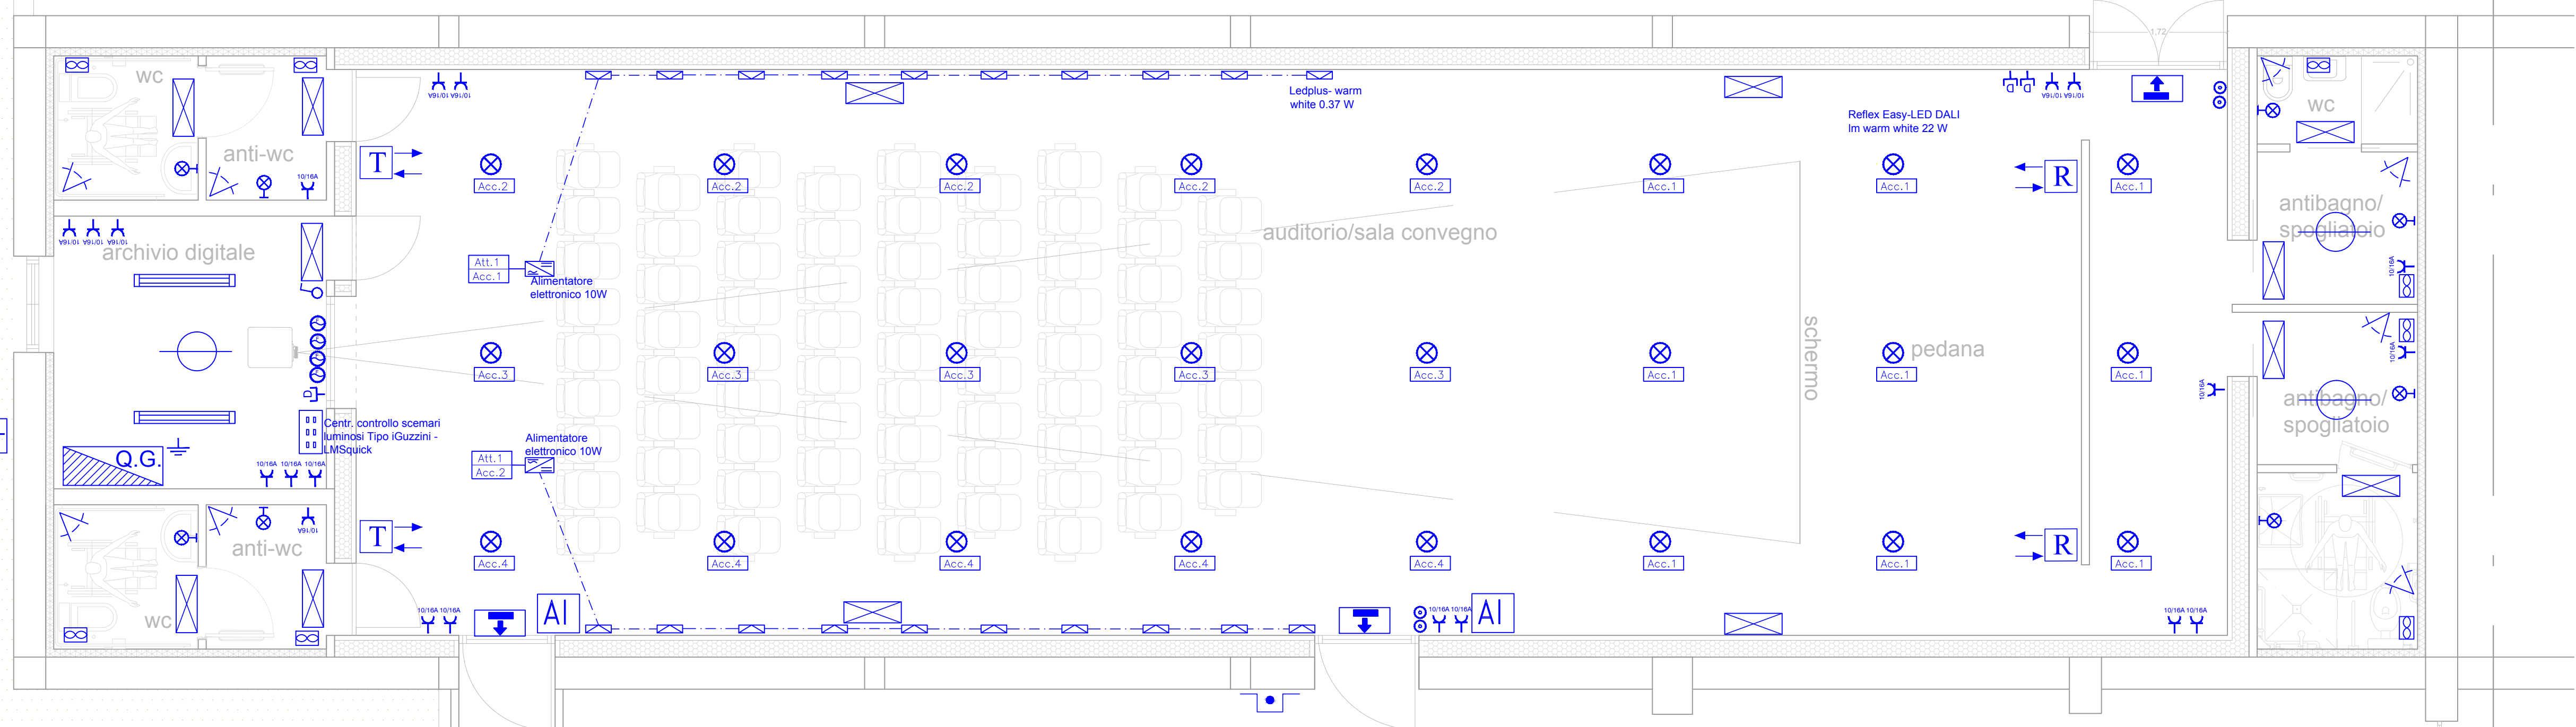 1,72
wc
anti-wc
10/16A
10/16A 10/16A
Ledplus- warm
white 0.37 W
Reflex Easy-LED DALI
lm warm white 22 W
D D
10/16A 10/16A
wc
T
Acc.2
Acc.2
Acc.2
Acc.2
Acc.2
Acc.1
Acc.1
R
Acc.1
10/16A 10/16A 10/16A
archivio digitale
auditorio/sala convegno
antibagno/
spogliatoio
10/16A
Att.1
Acc.1
Alimentatore
elettronico 10W
schermo
pedana
Acc.3
Acc.3
Acc.3
Acc.3
Acc.3
Acc.1
Acc.1
Acc.1
10/16A
10/16A
antibagno/
spogliatoio
D
Centr. controllo scemari
luminosi Tipo iGuzzini -
LMSquick
Q.G.
10/16A 10/16A 10/16A
Alimentatore
elettronico 10W
Att.1
Acc.2
10/16A
anti-wc
wc
T
Acc.4
Acc.4
Acc.4
Acc.4
Acc.4
Acc.1
Acc.1
R
Acc.1
10/16A 10/16A
AI
10/16A 10/16A
AI
10/16A 10/16A